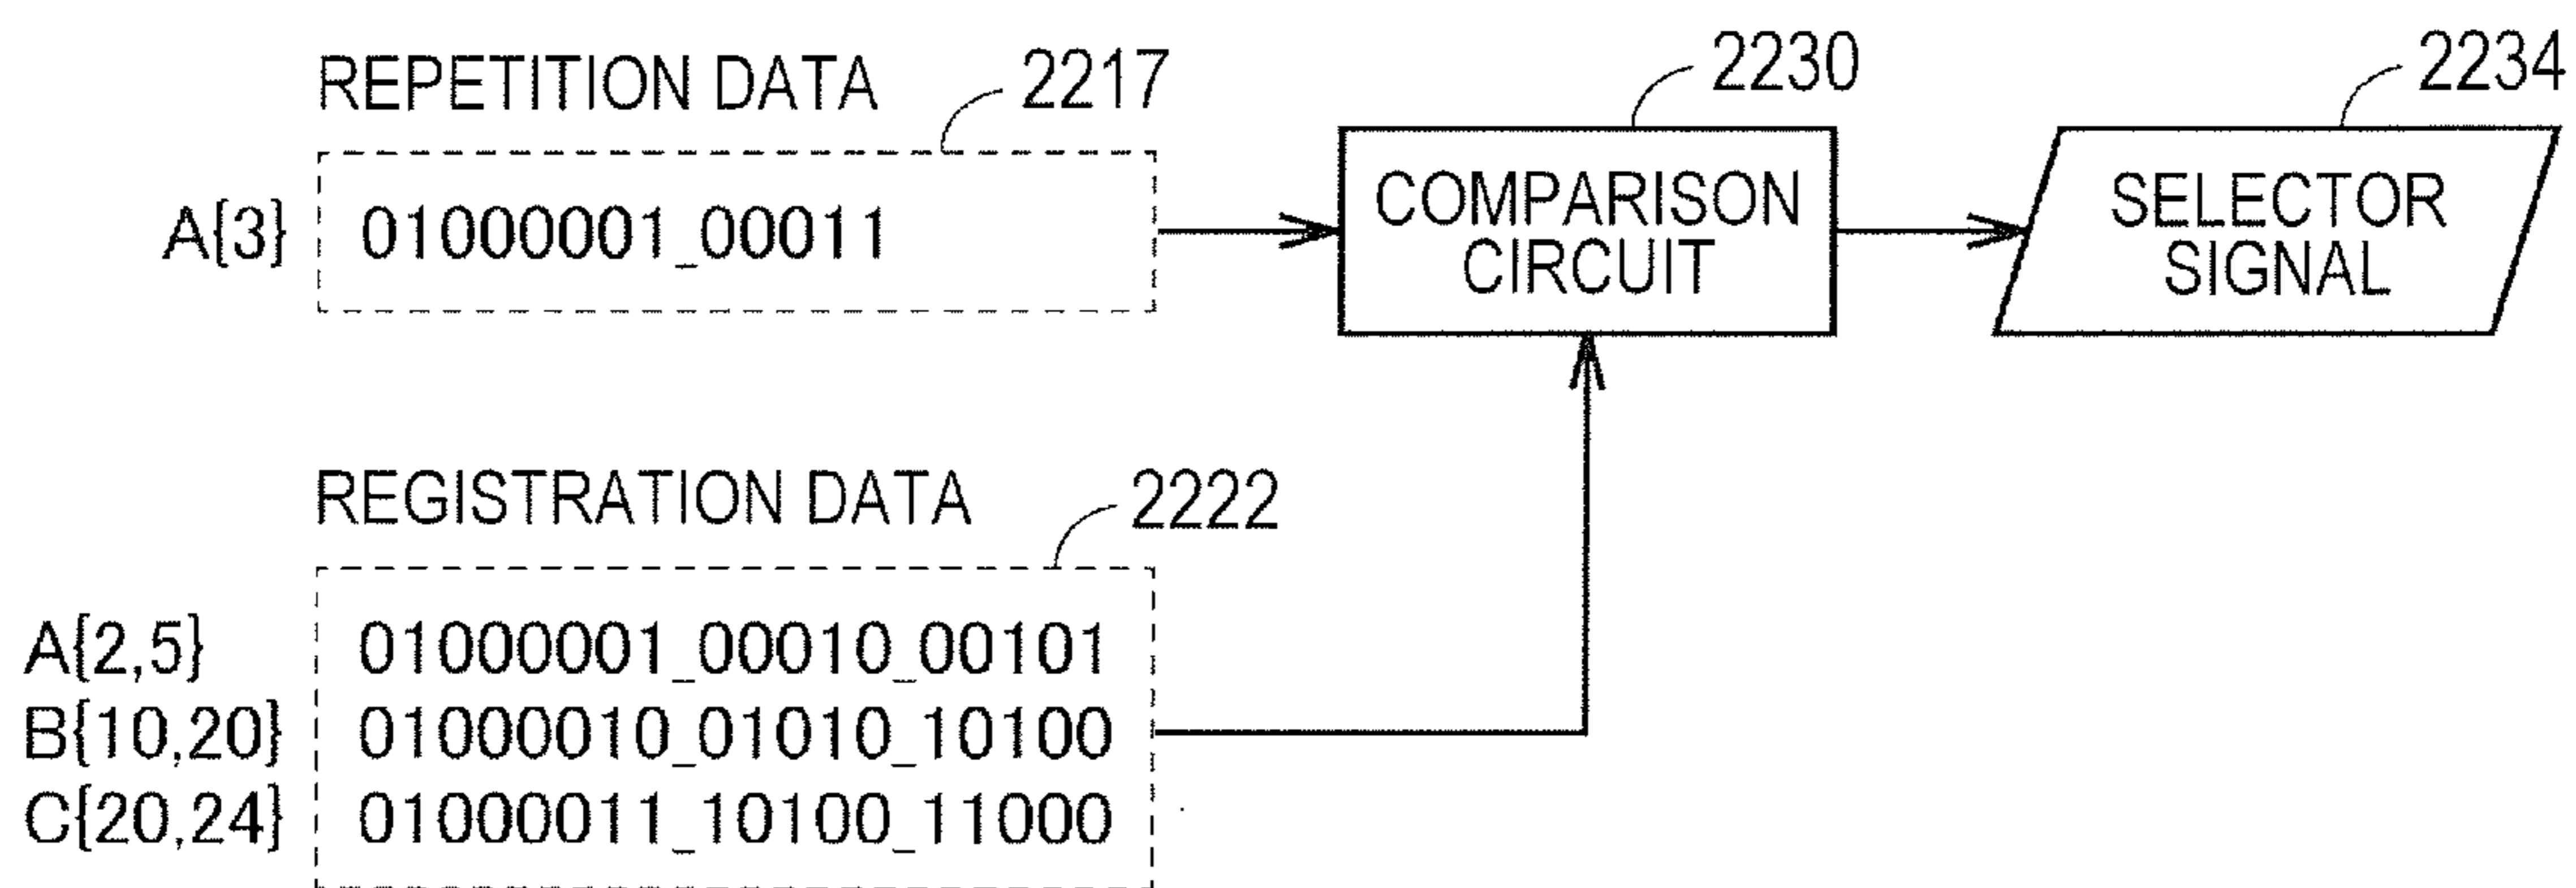 REPETITION DATA
2217
A{3}
01000001_00011
2230
COMPARISON
CIRCUIT
2234
SELECTOR
SIGNAL
REGISTRATION DATA
2222
A{2,5}
01000001_00010_00101
B{10,20}
01000010_01010_10100
C{20,24}
01000011_10100_11000